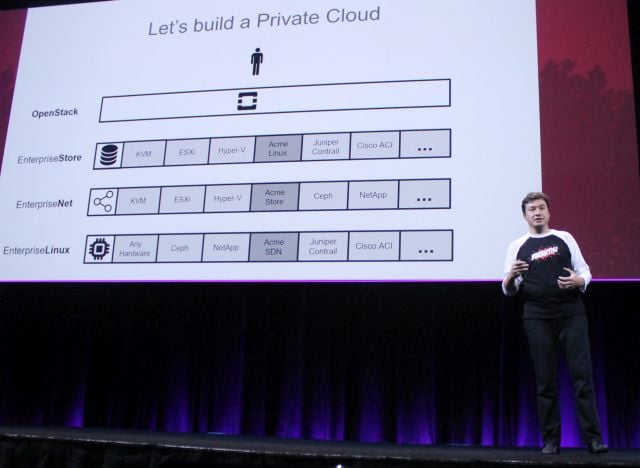 Let's build a Private Cloud
OpenStack
EnterpriseStore KVM ESXi Hyper-V Acme Linux Juniper Contrail Cisco ACI ...
EnterpriseNet KVM ESXi Hyper-V Acme Store Ceph NetApp ...
EnterpriseLinux Any Hardware Ceph NetApp Acme SDN Juniper Contrail Cisco ACI ...